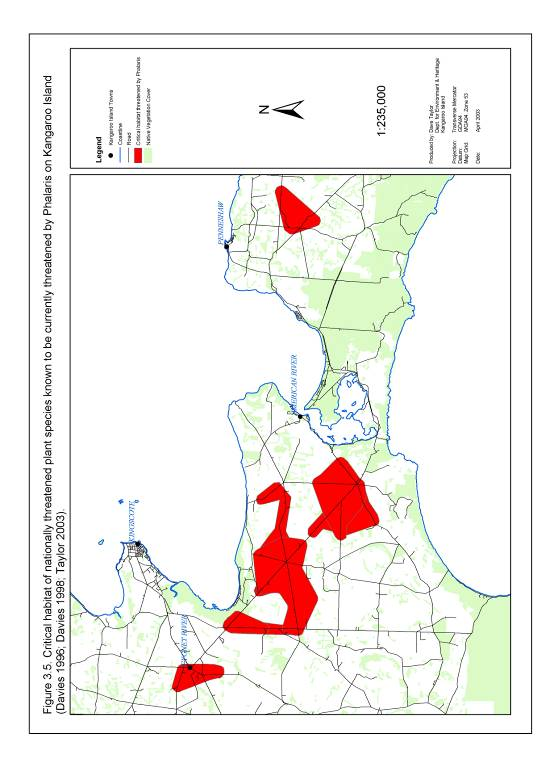 Figure 3.5. Critical habitat of nationally threatened plant species known to be currently threatened by Phalaris on Kangaroo Island
(Davies 1996; Davies 1998; Taylor 2003).
KINGSCOTE
RIVER
AMERICAN RIVER
PENNESHAW
Legend
Kangaroo Island Towns
Coastline
Road
Critical habitat threatened by Phalaris
Native Vegetation Cover
N
1:235,000
Produced by: Dave Taylor
Dept. for Environment & Heritage
Kangaroo Island
Projection: Transverse Mercator
Datum: GDA94
Map Grid: MGA94 Zone 53
Date: April 2003